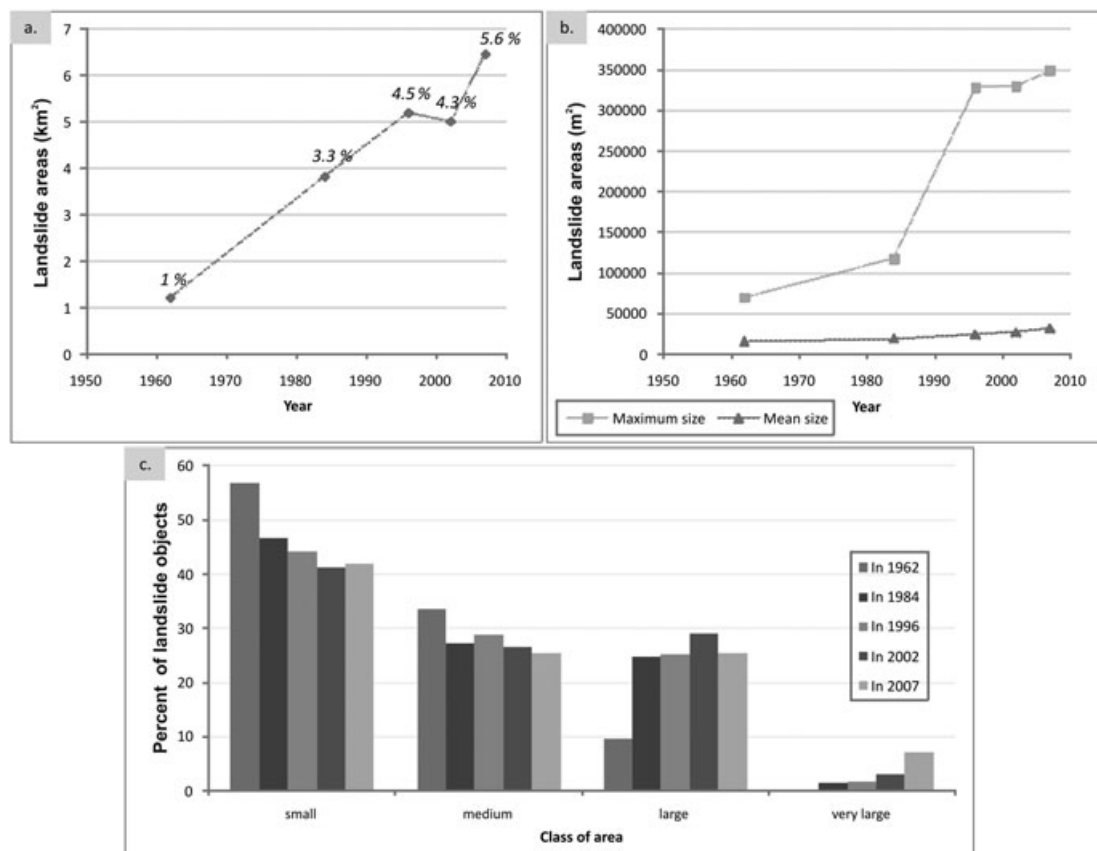 a.
Landslide areas (km²)
7
6
5
4
3
2
1
0
1 %
3.3 %
4.5 %
4.3 %
5.6 %
1950 1960 1970 1980 1990 2000 2010
Year
b.
Landslide areas (m²)
400000
350000
300000
250000
200000
150000
100000
50000
0
1950 1960 1970 1980 1990 2000 2010
Year
Maximum size Mean size
c.
Percent of landslide objects
60
50
40
30
20
10
0
In 1962
In 1984
In 1996
In 2002
In 2007
small medium large very large
Class of area